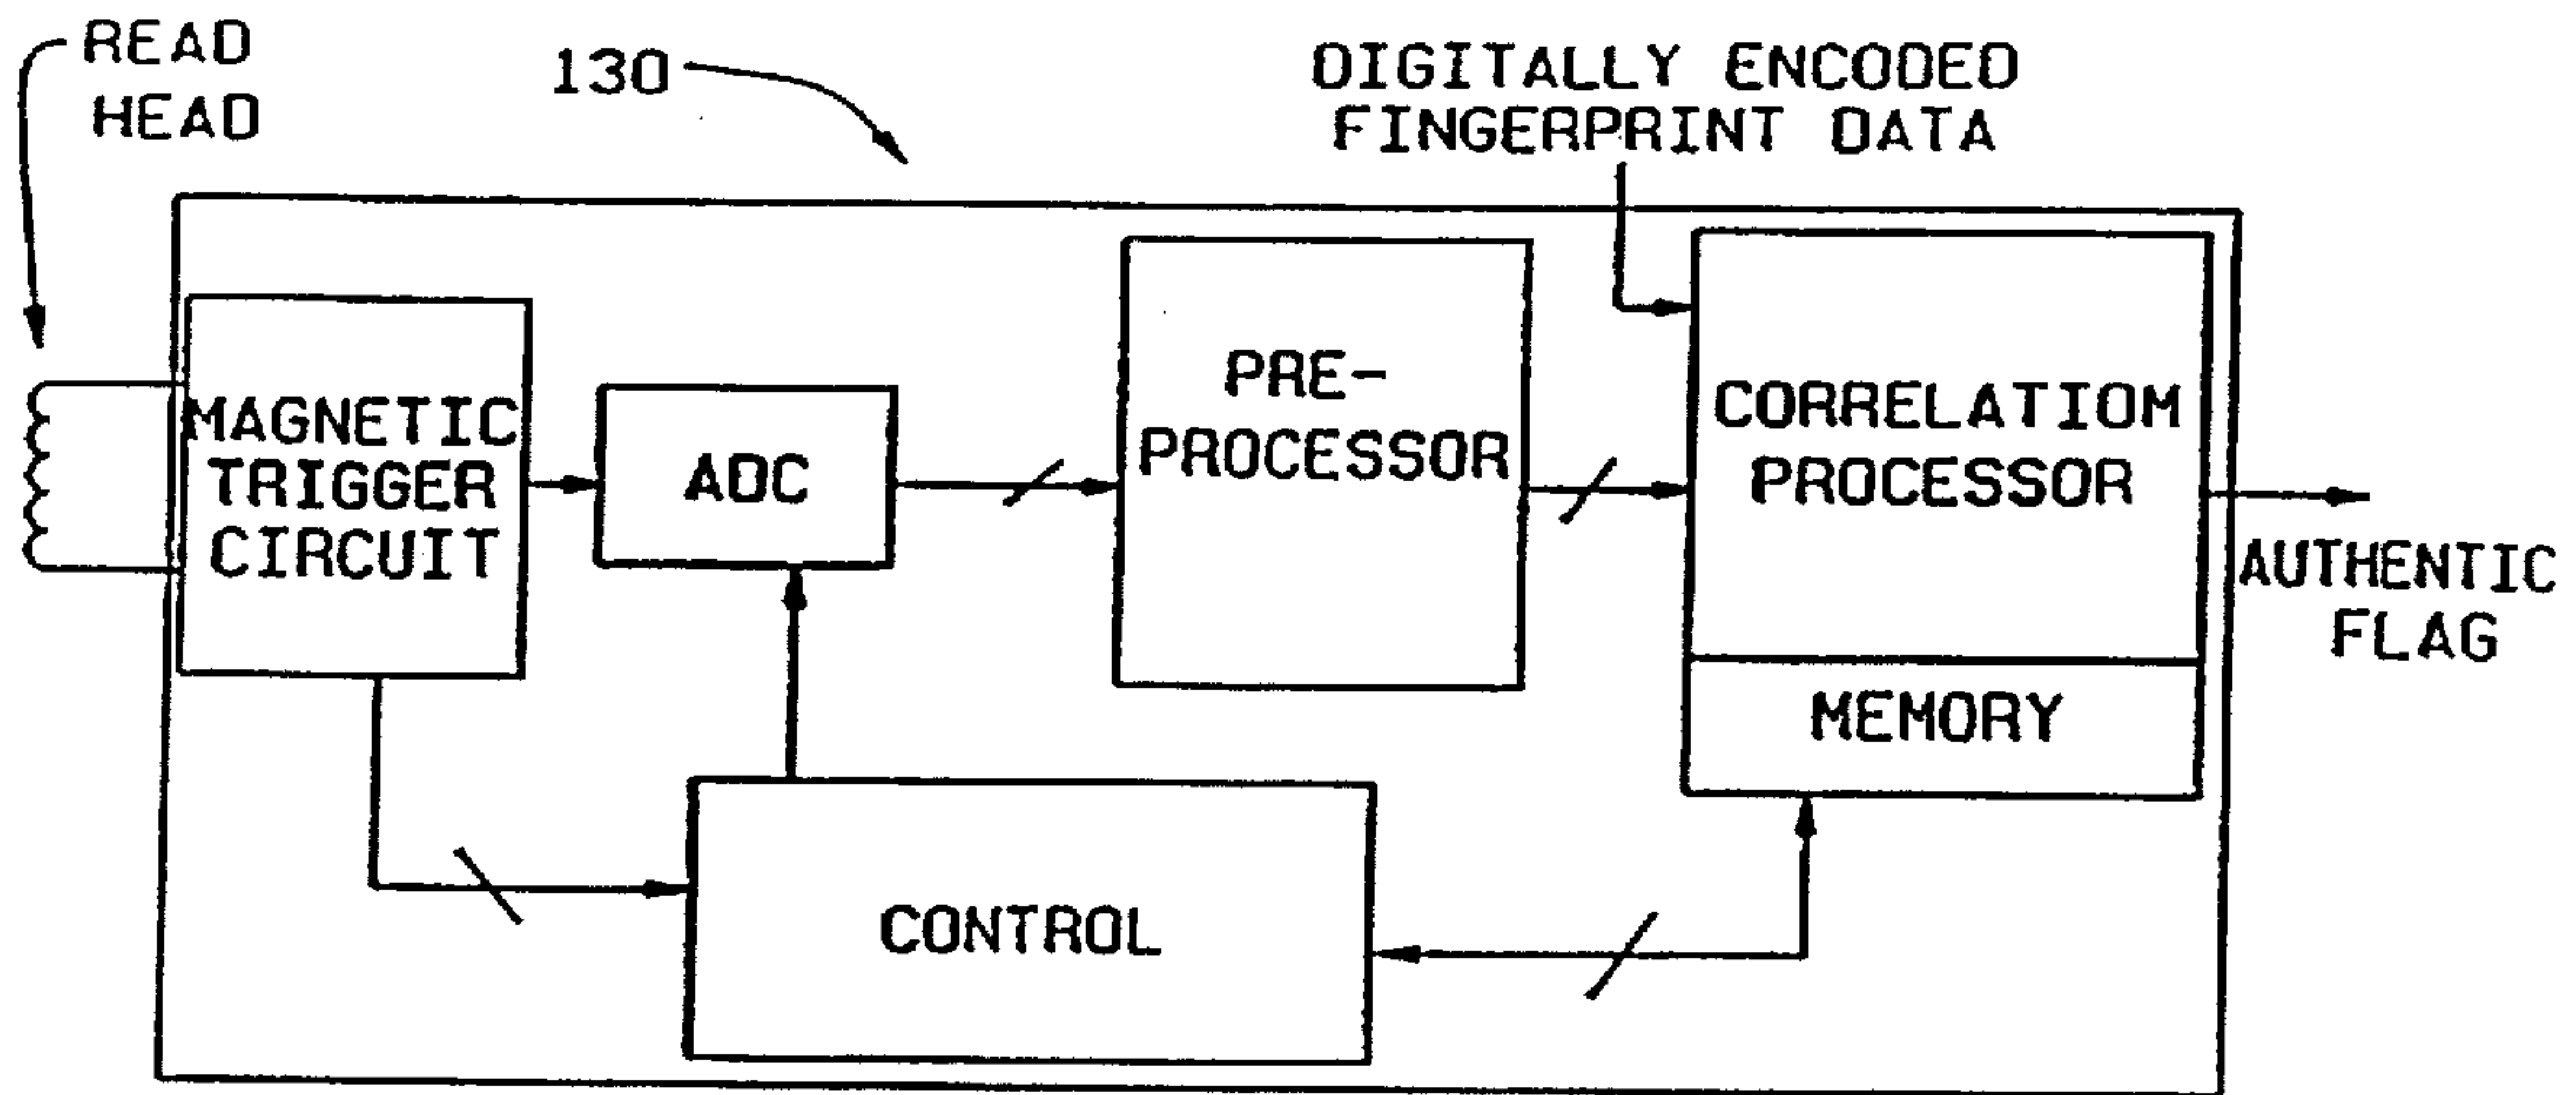 READ
HEAD
130
DIGITALLY ENCODED
FINGERPRINT DATA
MAGNETIC
TRIGGER
CIRCUIT
ADC
PRE-
PROCESSOR
CORRELATIOM
PROCESSOR
MEMORY
AUTHENTIC
FLAG
CONTROL